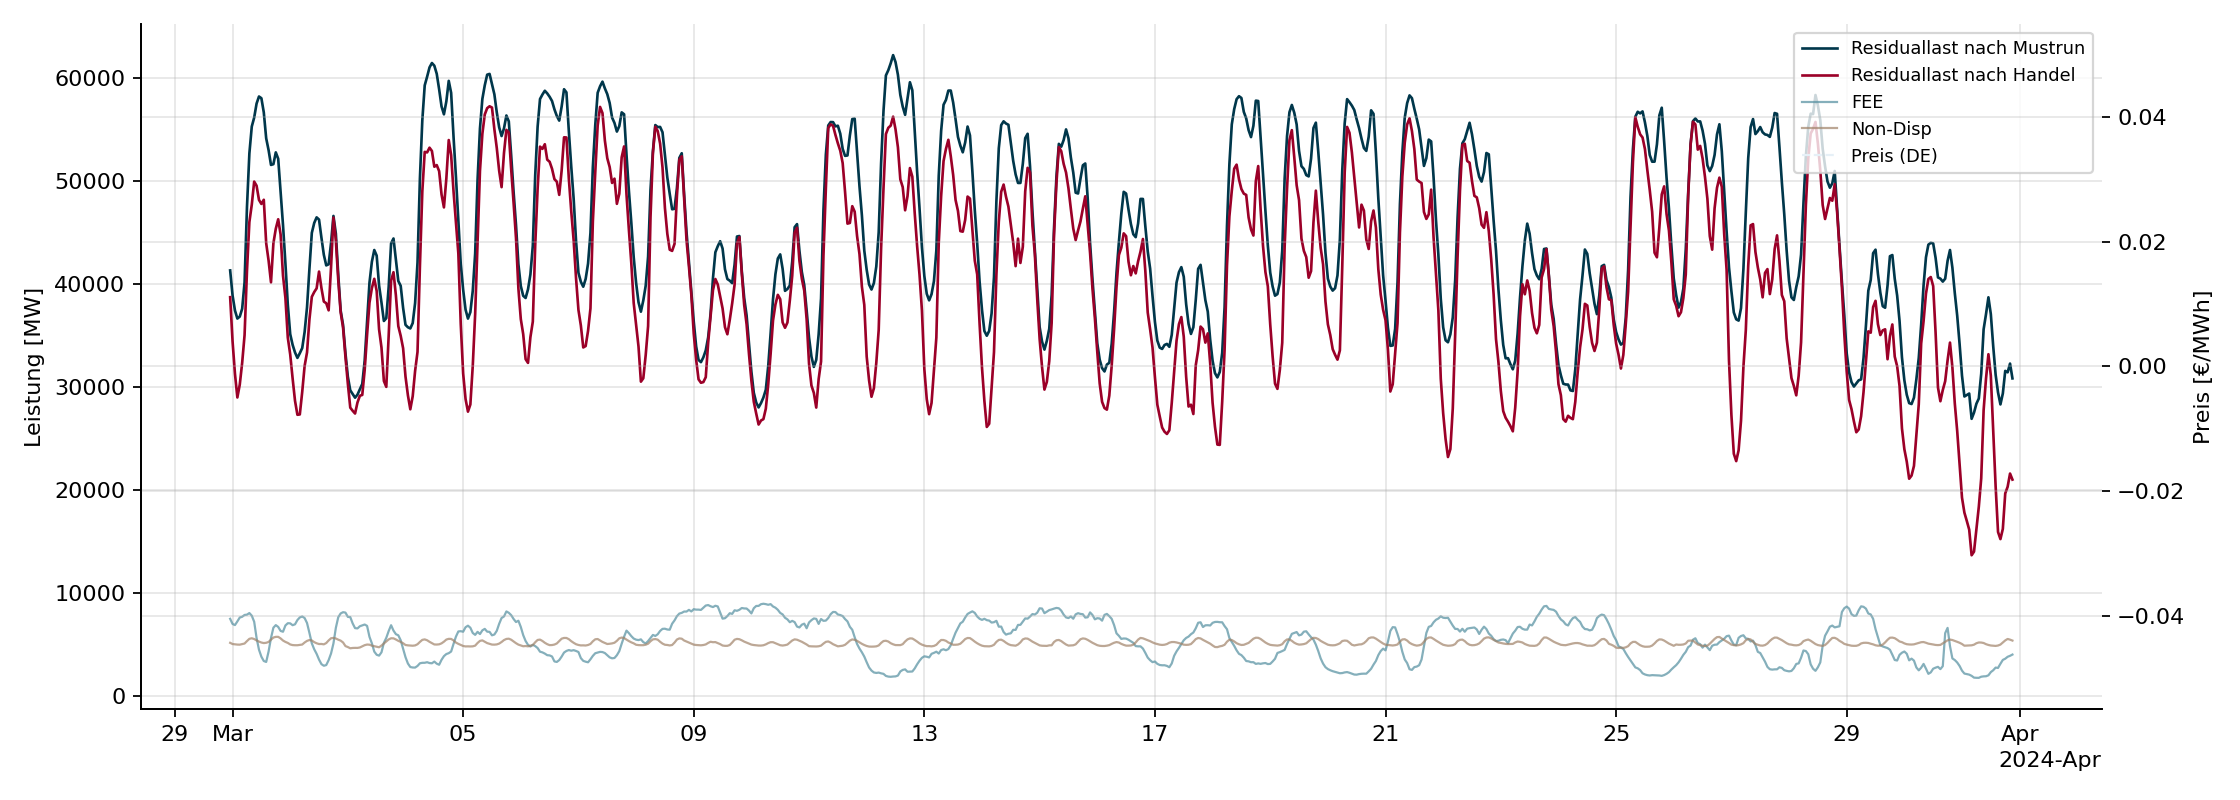 Leistung [MW]
60000
50000
40000
30000
20000
10000
0
Residuallast nach Mustrun
Residuallast nach Handel
FEE
Non-Disp
Preis (DE)
0.04
0.02
0.00
−0.02
−0.04
Preis [€/MWh]
29 Mar 05 09 13 17 21 25 29 Apr
2024-Apr